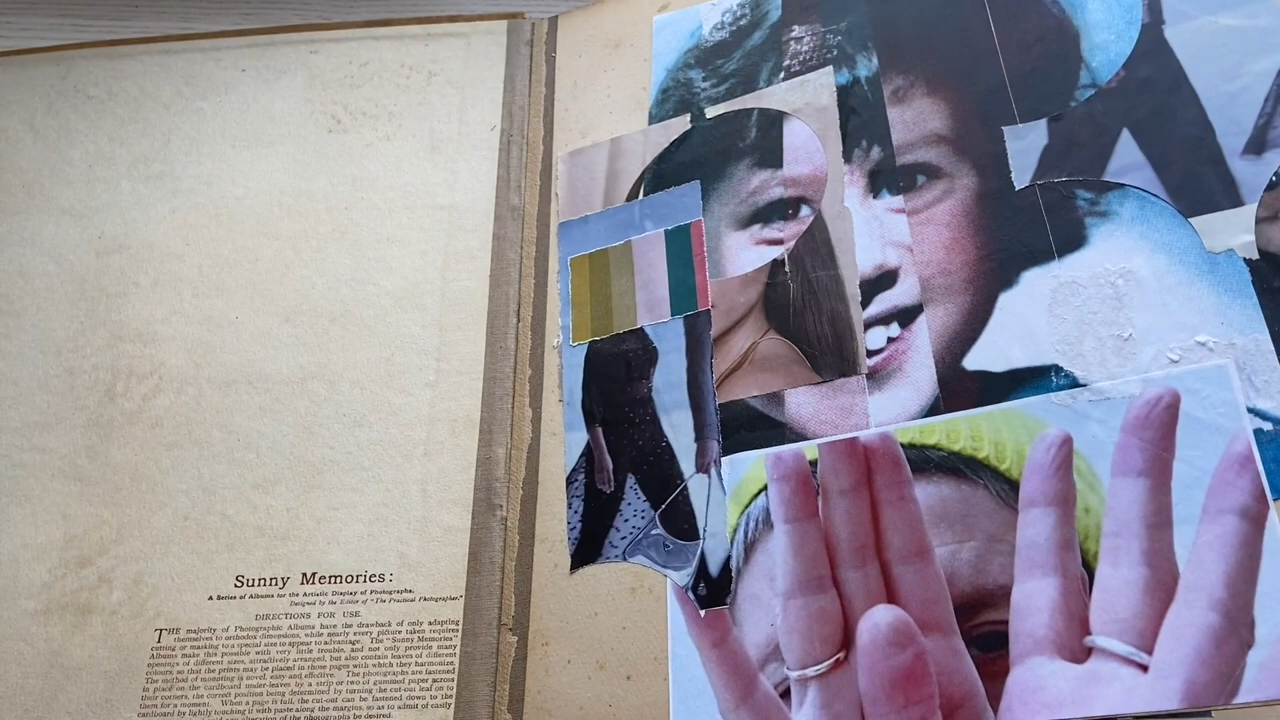 Sunny Memories:
A Series of Albums for the Artistic Display of Photographs.
Designed by the Editor of "The Practical Photographer."
DIRECTIONS FOR USE.
THE majority of Photographic Albums have the drawback of only adapting
themselves to orthodox dimensions, while nearly every picture taken requires
cutting or masking to a special size to appear to advantage. The "Sunny Memories"
Albums make this possible with very little trouble, and not only provide many
openings of different sizes, attractively arranged, but also contain leaves of different
colours, so that the prints may be placed in those pages with which they harmonize.
The method of mounting is novel, easy and effective. The photographs are fastened
in place on the cardboard under-leaves by a strip or two of gummed paper across
their corners, the correct position being determined by turning the cut-out leaf on to
them for a moment. When a page is full, the cut-out can be fastened down to the
cardboard by lightly touching it with paste along the margins, so as to admit of easily
alteration of the photographs be desired.